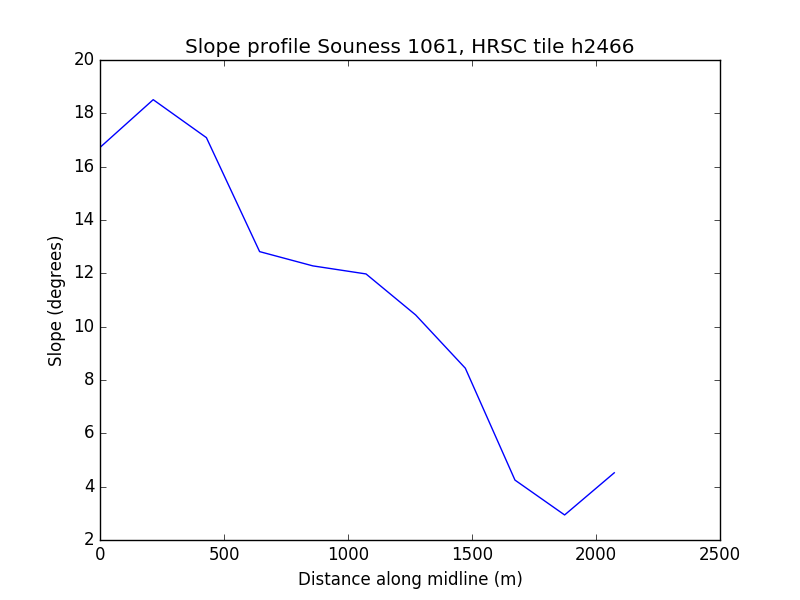 Slope profile Souness 1061, HRSC tile h2466
20
18
16
14
12
10
8
6
4
2
Slope (degrees)
0 500 1000 1500 2000 2500
Distance along midline (m)